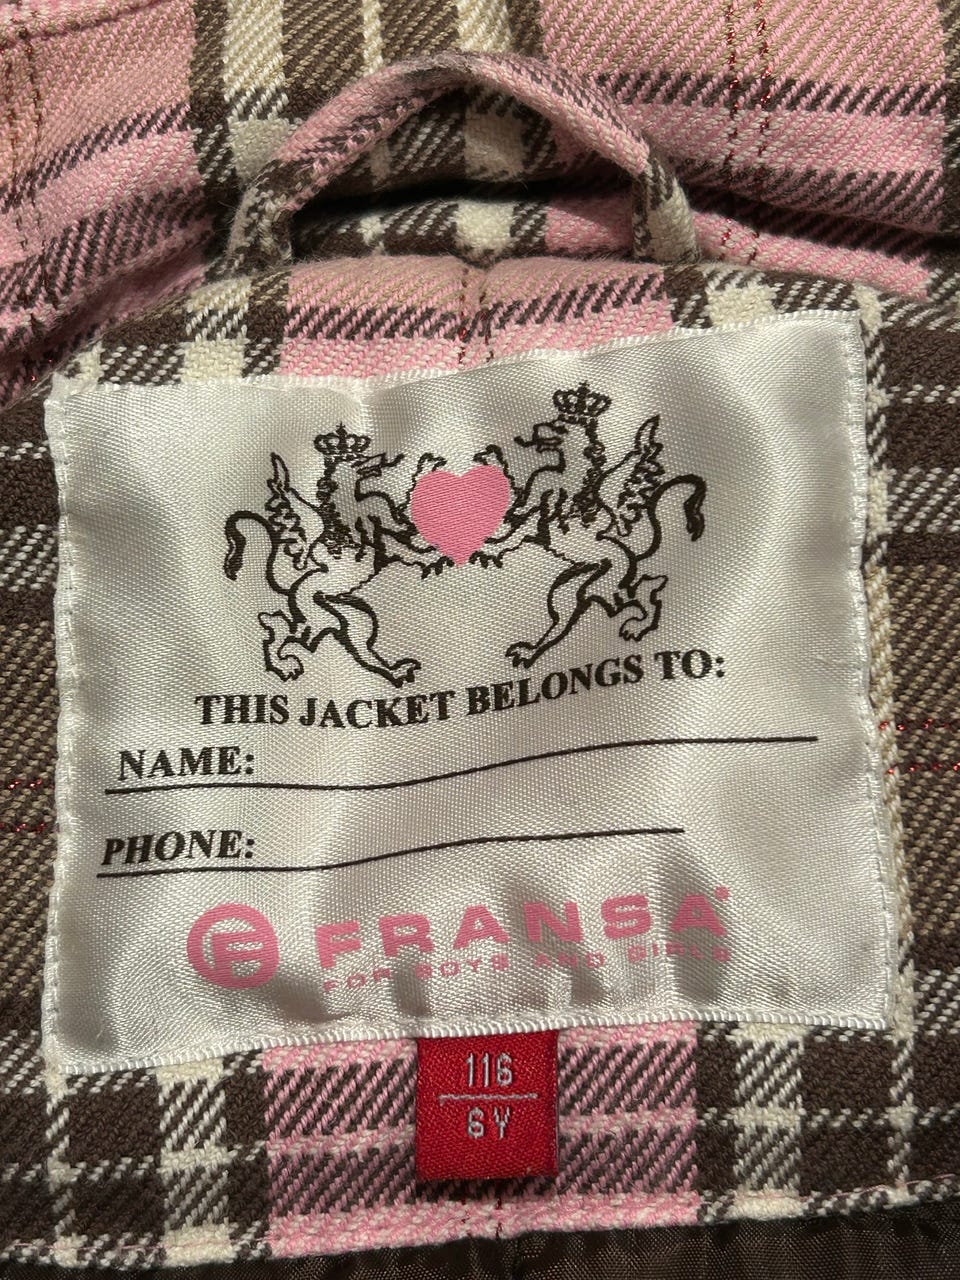 THIS JACKET BELONGS TO:
NAME:
PHONE:
FRANSA
FOR BOYS AND GIRLS
116
6Y